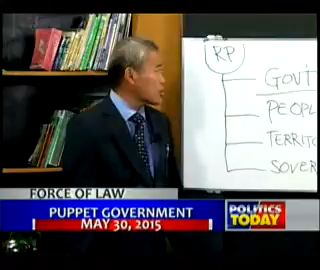 RP
GOV'T
PEOPL
TERRITO
SOVER
FORCE OF LAW
PUPPET GOVERNMENT
MAY 30, 2015
POLITICS
TODAY